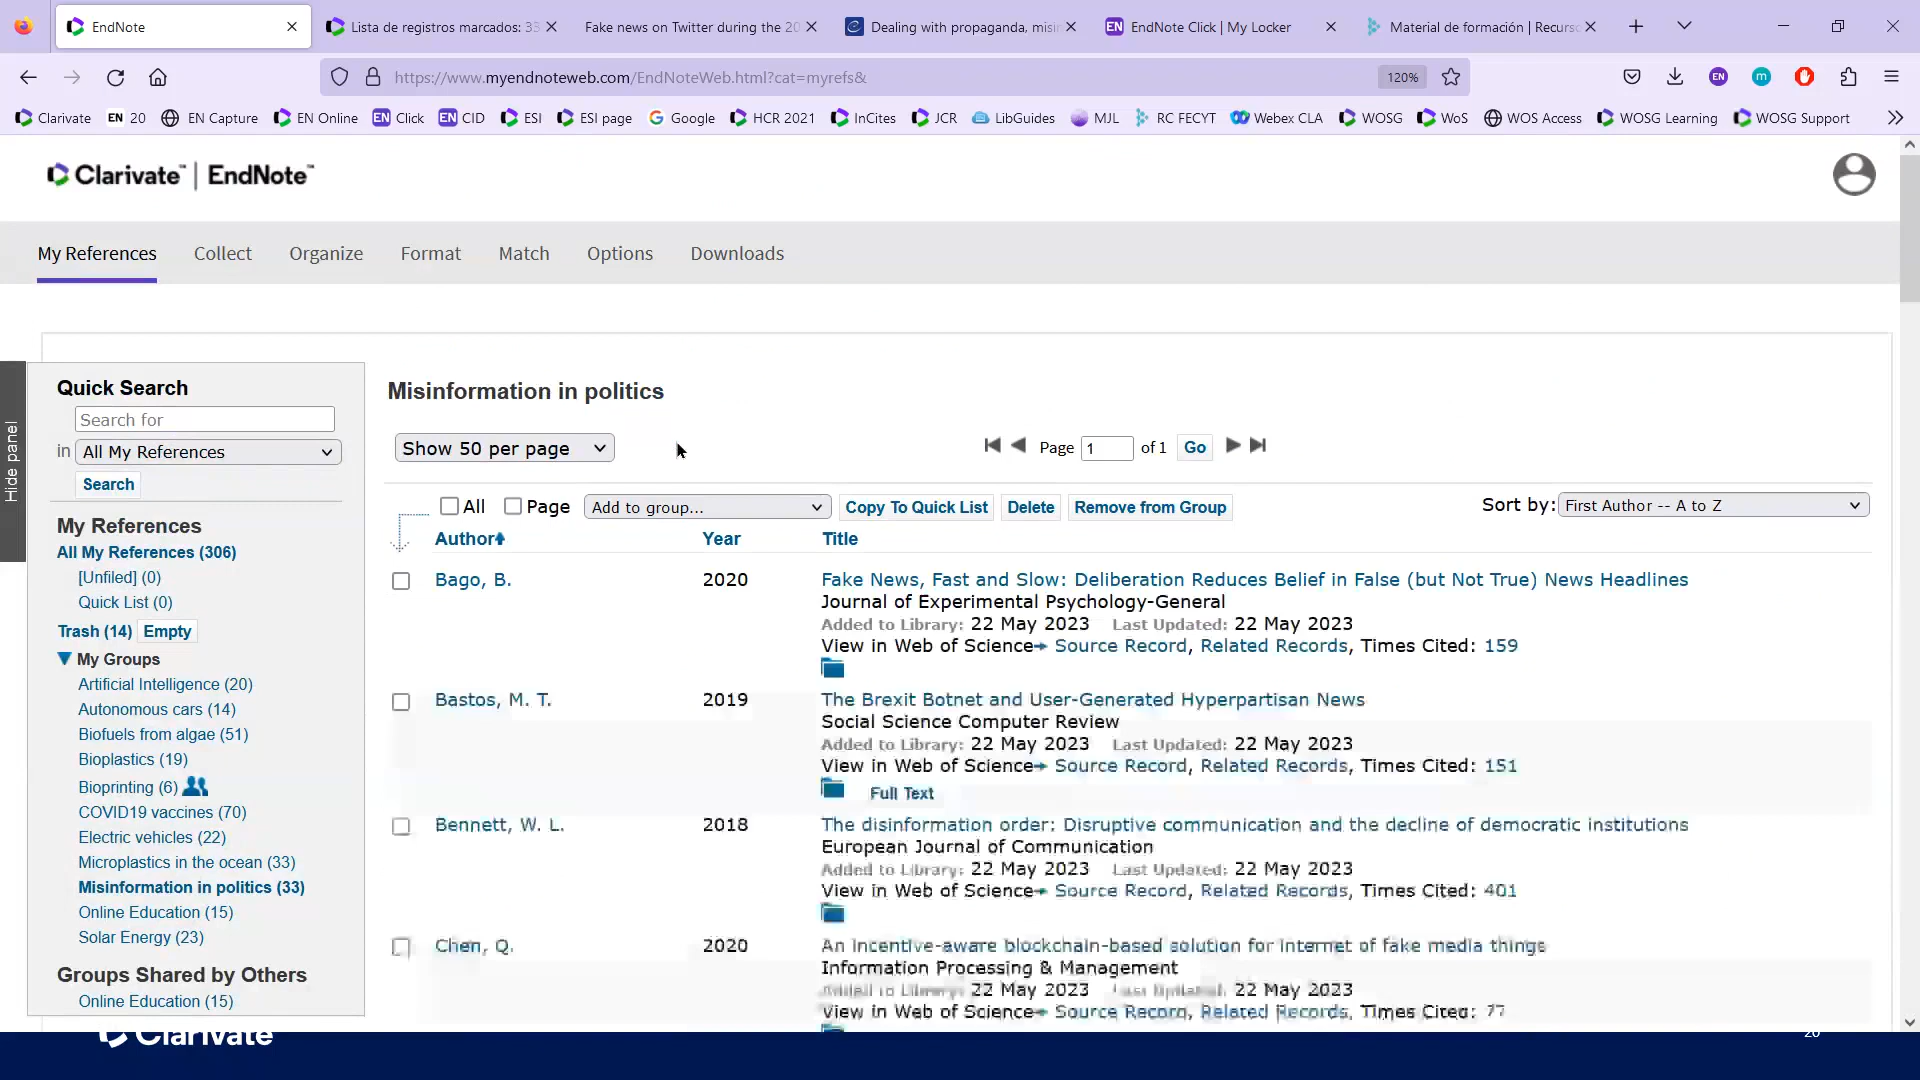 EndNote
Lista de registros marcados: 33
Fake news on Twitter during the 20
Dealing with propaganda, misi
EN EndNote Click | My Locker
Material de formación | Recurs
https://www.myendnoteweb.com/EndNoteWeb.html?cat=myrefs&
120%
EN
m
Clarivate
EN 20
EN Capture
EN Online
EN Click
EN CID
ESI
ESI page
Google
HCR 2021
InCites
JCR
LibGuides
MJL
RC FECYT
Webex CLA
WOSG
WoS
WOS Access
WOSG Learning
WOSG Support
Clarivate™ | EndNote™
My References
Collect
Organize
Format
Match
Options
Downloads
Hide panel
Quick Search
Search for
in All My References
Search
My References
All My References (306)
[Unfiled] (0)
Quick List (0)
Trash (14) Empty
My Groups
Artificial Intelligence (20)
Autonomous cars (14)
Biofuels from algae (51)
Bioplastics (19)
Bioprinting (6)
COVID19 vaccines (70)
Electric vehicles (22)
Microplastics in the ocean (33)
Misinformation in politics (33)
Online Education (15)
Solar Energy (23)
Groups Shared by Others
Online Education (15)
Misinformation in politics
Show 50 per page
Page 1 of 1 Go
All Page Add to group... Copy To Quick List Delete Remove from Group
Sort by: First Author -- A to Z
Author Year Title
Bago, B. 2020 Fake News, Fast and Slow: Deliberation Reduces Belief in False (but Not True) News Headlines
Journal of Experimental Psychology-General
Added to Library: 22 May 2023 Last Updated: 22 May 2023
View in Web of Science→ Source Record, Related Records, Times Cited: 159
Bastos, M. T. 2019 The Brexit Botnet and User-Generated Hyperpartisan News
Social Science Computer Review
Added to Library: 22 May 2023 Last Updated: 22 May 2023
View in Web of Science→ Source Record, Related Records, Times Cited: 151
Full Text
Bennett, W. L. 2018 The disinformation order: Disruptive communication and the decline of democratic institutions
European Journal of Communication
Added to Library: 22 May 2023 Last Updated: 22 May 2023
View in Web of Science→ Source Record, Related Records, Times Cited: 401
Chen, Q. 2020 An incentive-aware blockchain-based solution for internet of fake media things
Information Processing & Management
Added to Library: 22 May 2023 Last Updated: 22 May 2023
View in Web of Science→ Source Record, Related Records, Times Cited: 77
Clarivate